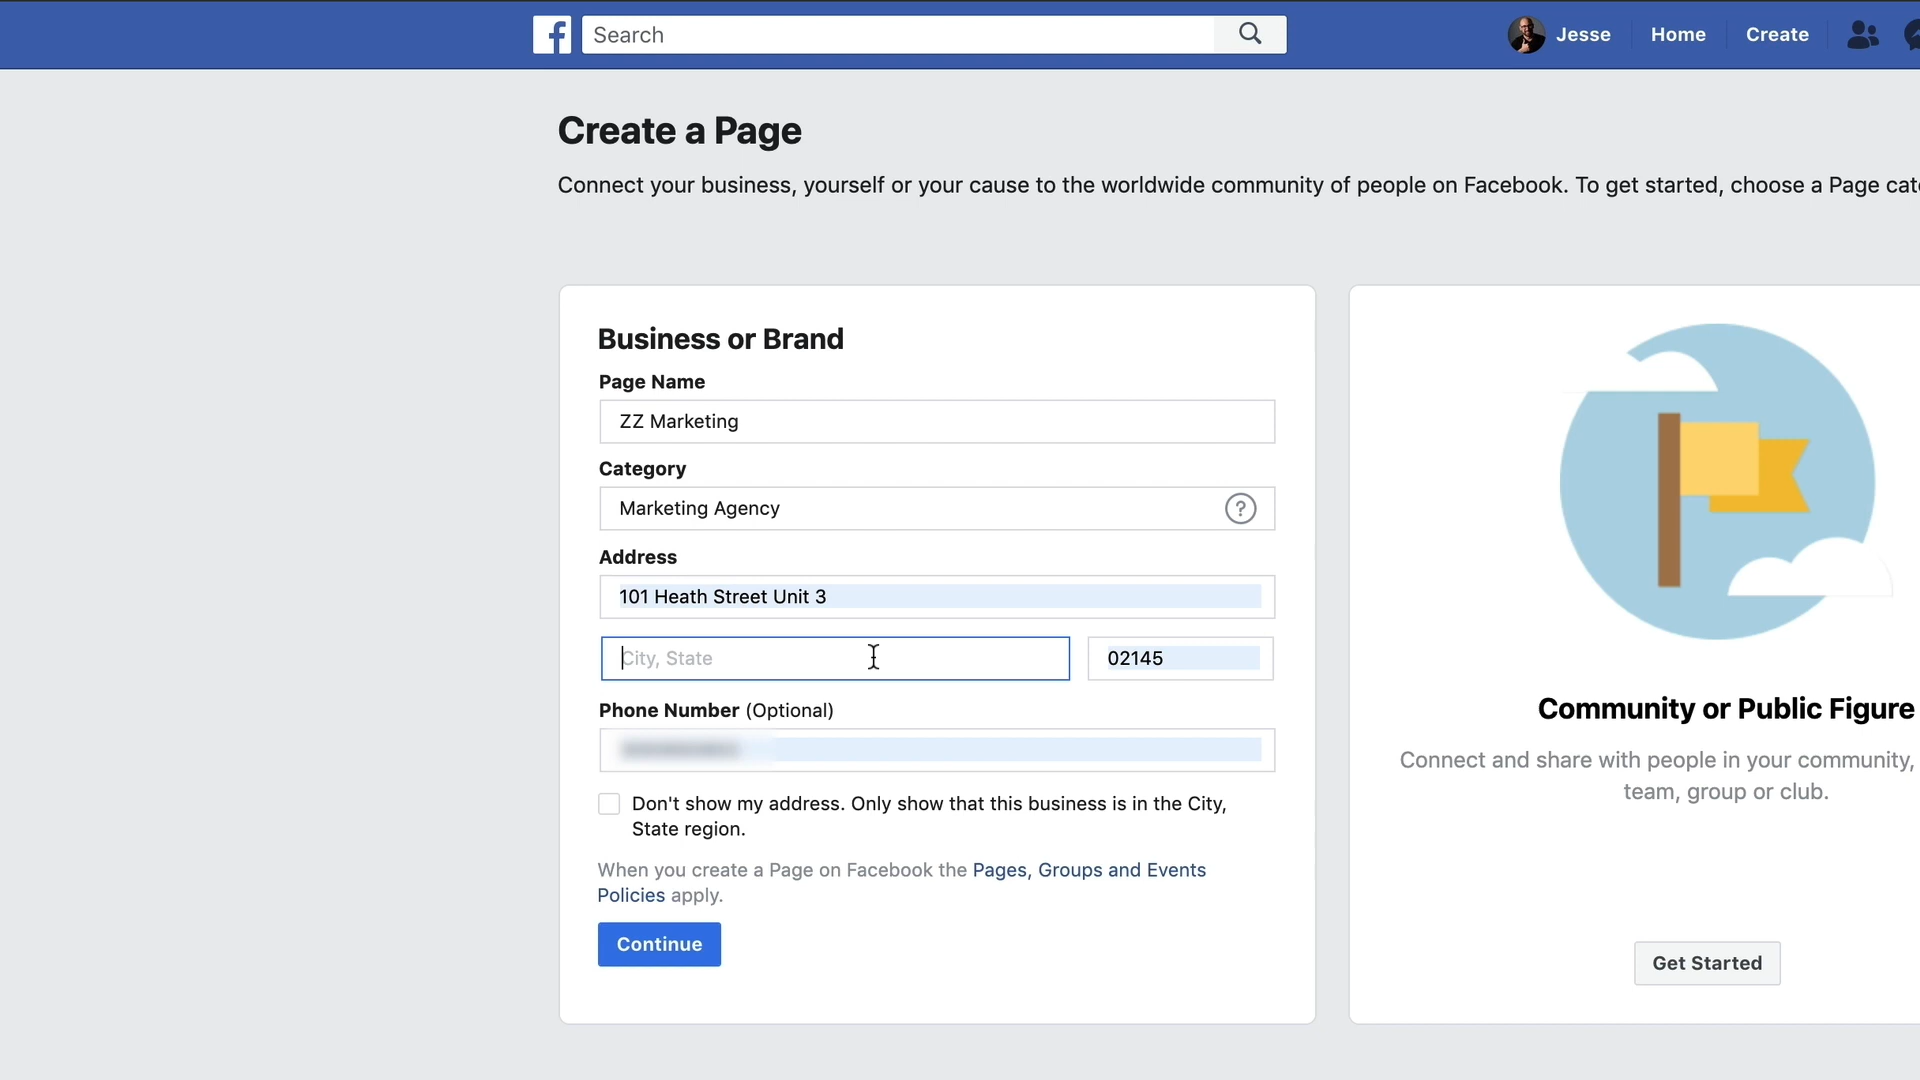 Search
Jesse
Home
Create
Create a Page
Connect your business, yourself or your cause to the worldwide community of people on Facebook. To get started, choose a Page cat
Business or Brand
Page Name
ZZ Marketing
Category
Marketing Agency
?
Address
101 Heath Street Unit 3
City, State
02145
Phone Number (Optional)
Don't show my address. Only show that this business is in the City,
State region.
When you create a Page on Facebook the Pages, Groups and Events
Policies apply.
Continue
Community or Public Figure
Connect and share with people in your community,
team, group or club.
Get Started